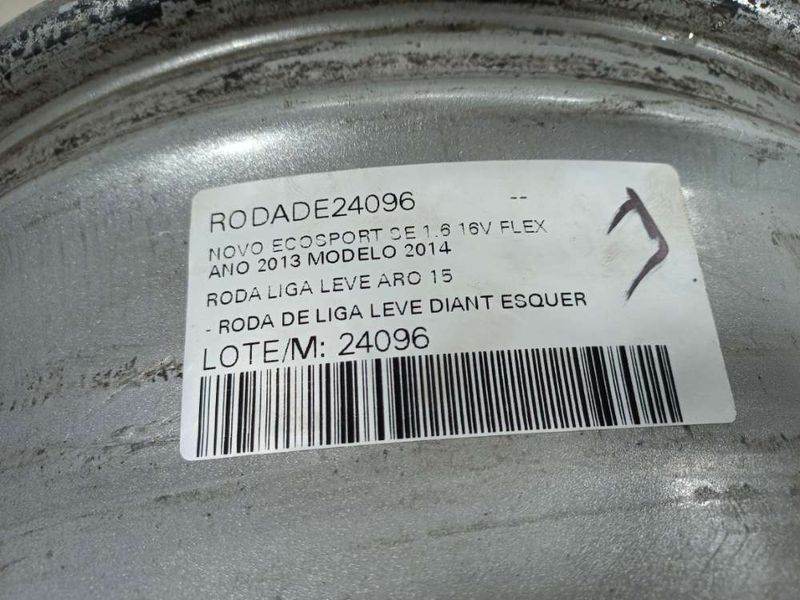 RODADE24096 --
NOVO ECOSPORT SE 1.6 16V FLEX
ANO 2013 MODELO 2014
RODA LIGA LEVE ARO 15
- RODA DE LIGA LEVE DIANT ESQUER
LOTE/M: 24096